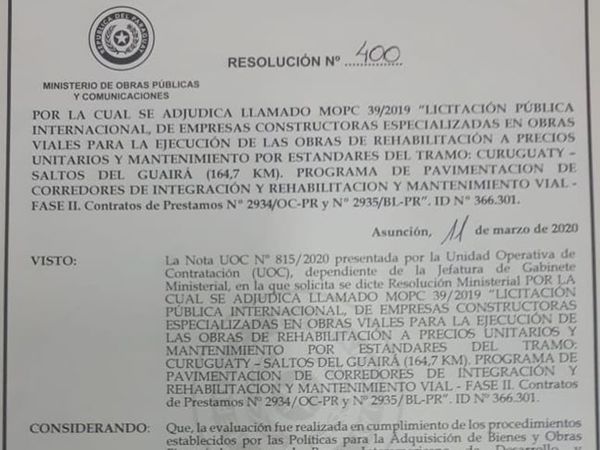 REPUBLICA DEL PARAGUAY
MINISTERIO DE OBRAS PÚBLICAS
Y COMUNICACIONES
RESOLUCIÓN Nº 400
POR LA CUAL SE ADJUDICA LLAMADO MOPC 39/2019 "LICITACIÓN PÚBLICA
INTERNACIONAL, DE EMPRESAS CONSTRUCTORAS ESPECIALIZADAS EN OBRAS
VIALES PARA LA EJECUCIÓN DE LAS OBRAS DE REHABILITACIÓN A PRECIOS
UNITARIOS Y MANTENIMIENTO POR ESTANDARES DEL TRAMO: CURUGUATY –
SALTOS DEL GUAIRÁ (164,7 KM). PROGRAMA DE PAVIMENTACION DE
CORREDORES DE INTEGRACIÓN Y REHABILITACION Y MANTENIMIENTO VIAL -
FASE II. Contratos de Prestamos Nº 2934/OC-PR y Nº 2935/BL-PR". ID Nº 366.301.
Asunción, 11 de marzo de 2020
VISTO: La Nota UOC Nº 815/2020 presentada por la Unidad Operativa de
Contratación (UOC), dependiente de la Jefatura de Gabinete
Ministerial, en la que solicita se dicte Resolución Ministerial POR LA
CUAL SE ADJUDICA LLAMADO MOPC 39/2019 "LICITACIÓN
PÚBLICA INTERNACIONAL, DE EMPRESAS CONSTRUCTORAS
ESPECIALIZADAS EN OBRAS VIALES PARA LA EJECUCIÓN DE
LAS OBRAS DE REHABILITACIÓN A PRECIOS UNITARIOS Y
MANTENIMIENTO POR ESTANDARES DEL TRAMO:
CURUGUATY – SALTOS DEL GUAIRÁ (164,7 KM). PROGRAMA DE
PAVIMENTACION DE CORREDORES DE INTEGRACIÓN Y
REHABILITACION Y MANTENIMIENTO VIAL - FASE II. Contratos
de Prestamos Nº 2934/OC-PR y Nº 2935/BL-PR". ID Nº 366.301.
CONSIDERANDO: Que, la evaluación fue realizada en cumplimiento de los procedimientos
establecidos por las Políticas para la Adquisición de Bienes y Obras